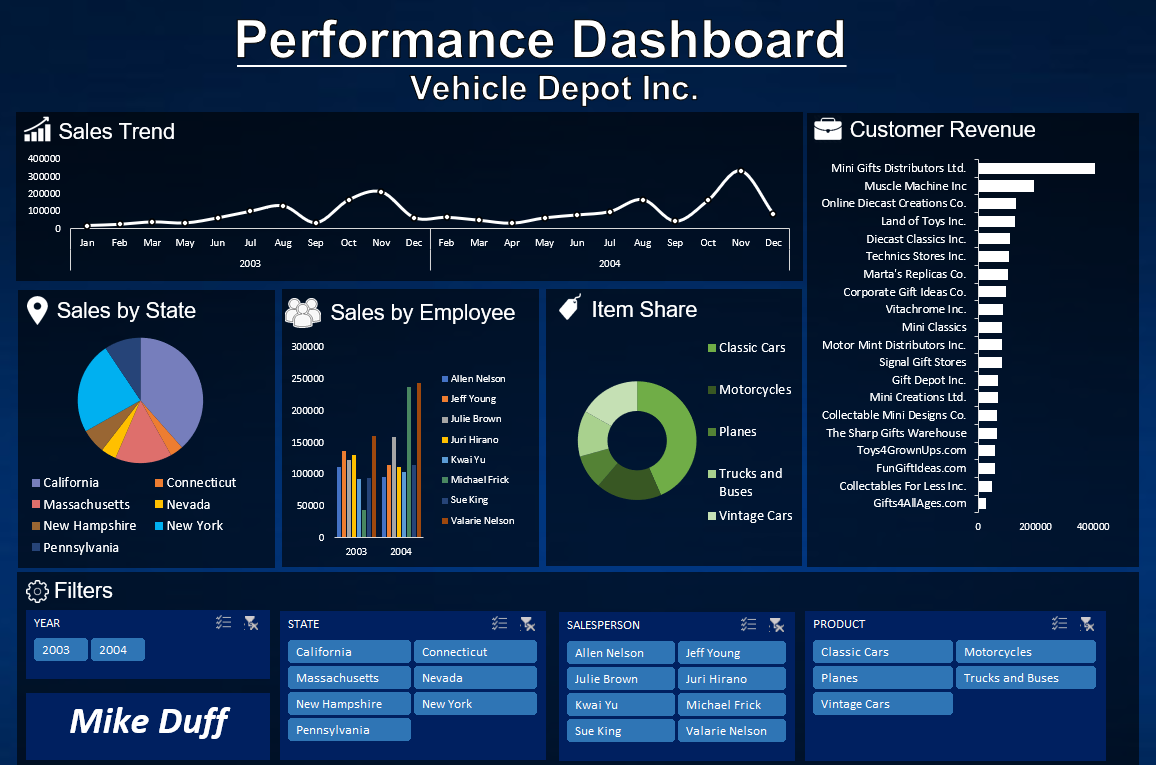 Performance Dashboard
Vehicle Depot Inc.
Sales Trend
400000
300000
200000
100000
0
Jan Feb Mar May Jun Jul Aug Sep Oct Nov Dec Feb Mar Apr May Jun Jul Aug Sep Oct Nov Dec
2003 2004
Customer Revenue
Mini Gifts Distributors Ltd.
Muscle Machine Inc
Online Diecast Creations Co.
Land of Toys Inc.
Diecast Classics Inc.
Technics Stores Inc.
Marta's Replicas Co.
Corporate Gift Ideas Co.
Vitachrome Inc.
Mini Classics
Motor Mint Distributors Inc.
Signal Gift Stores
Gift Depot Inc.
Mini Creations Ltd.
Collectable Mini Designs Co.
The Sharp Gifts Warehouse
Toys4GrownUps.com
FunGiftIdeas.com
Collectables For Less Inc.
Gifts4AllAges.com
0 200000 400000
Sales by State
California Connecticut
Massachusetts Nevada
New Hampshire New York
Pennsylvania
Sales by Employee
300000
250000
200000
150000
100000
50000
0
2003 2004
Allen Nelson
Jeff Young
Julie Brown
Juri Hirano
Kwai Yu
Michael Frick
Sue King
Valarie Nelson
Item Share
Classic Cars
Motorcycles
Planes
Trucks and
Buses
Vintage Cars
Filters
YEAR
2003 2004
Mike Duff
STATE
California Connecticut
Massachusetts Nevada
New Hampshire New York
Pennsylvania
SALESPERSON
Allen Nelson Jeff Young
Julie Brown Juri Hirano
Kwai Yu Michael Frick
Sue King Valarie Nelson
PRODUCT
Classic Cars Motorcycles
Planes Trucks and Buses
Vintage Cars